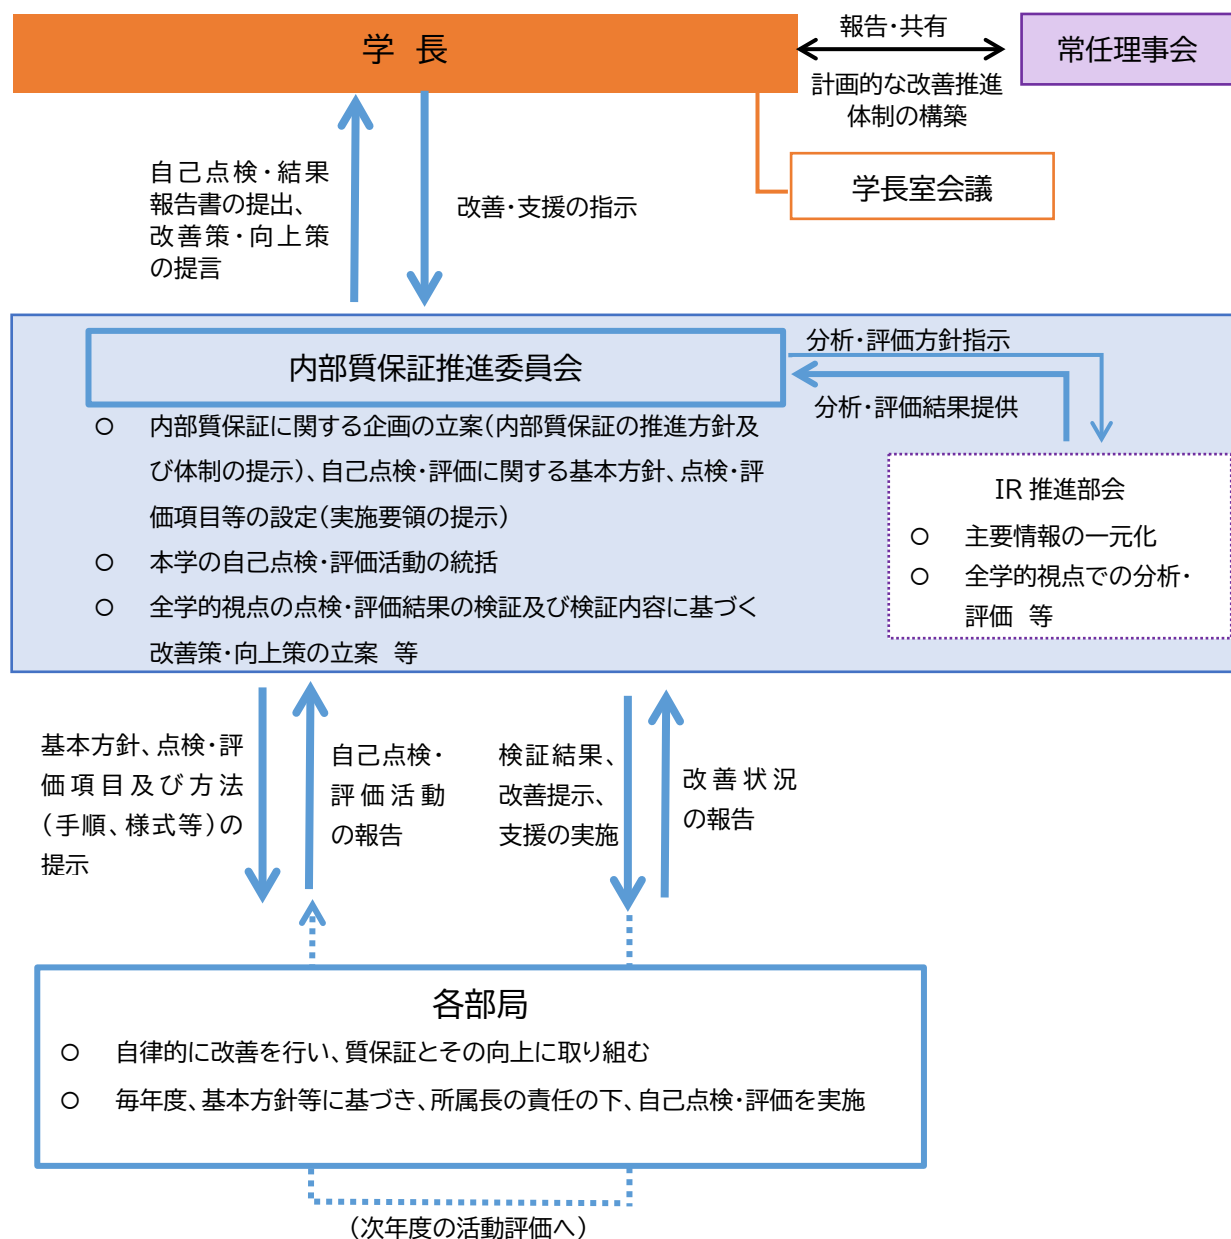 学 長
報告・共有
計画的な改善推進
体制の構築
常任理事会
学長室会議
自己点検・結果
報告書の提出、
改善策・向上策
の提言
改善・支援の指示
内部質保証推進委員会
分析・評価方針指示
分析・評価結果提供
○ 内部質保証に関する企画の立案(内部質保証の推進方針及
び体制の提示)、自己点検・評価に関する基本方針、点検・評
価項目等の設定(実施要領の提示)
○ 本学の自己点検・評価活動の統括
○ 全学的視点の点検・評価結果の検証及び検証内容に基づく
改善策・向上策の立案 等
IR 推進部会
○ 主要情報の一元化
○ 全学的視点での分析・
評価 等
基本方針、点検・評
価項目及び方法
(手順、様式等)の
提示
自己点検・
評価活動
の報告
検証結果、
改善提示、
支援の実施
改善状況
の報告
各部局
○ 自律的に改善を行い、質保証とその向上に取り組む
○ 毎年度、基本方針等に基づき、所属長の責任の下、自己点検・評価を実施
(次年度の活動評価へ)